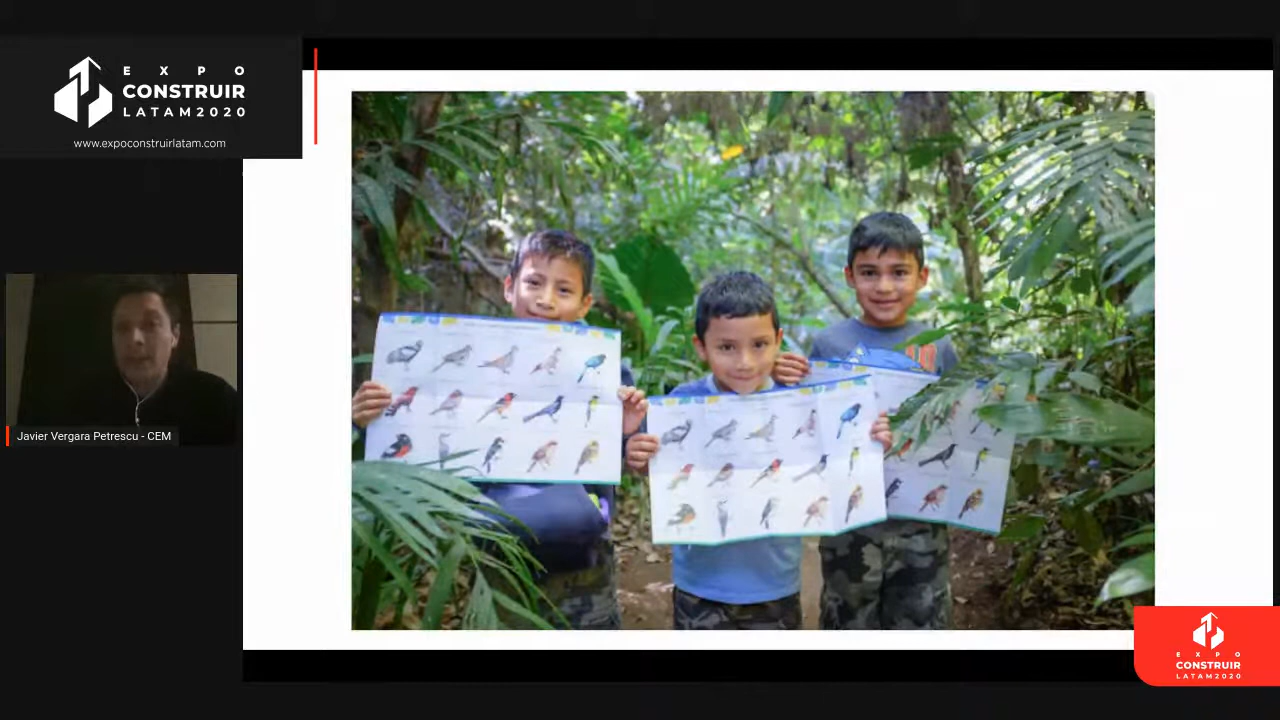 EXPO
CONSTRUIR
LATAM2020
www.expoconstruirlatam.com
Javier Vergara Petrescu - CEM
EXPO
CONSTRUIR
LATAM2020